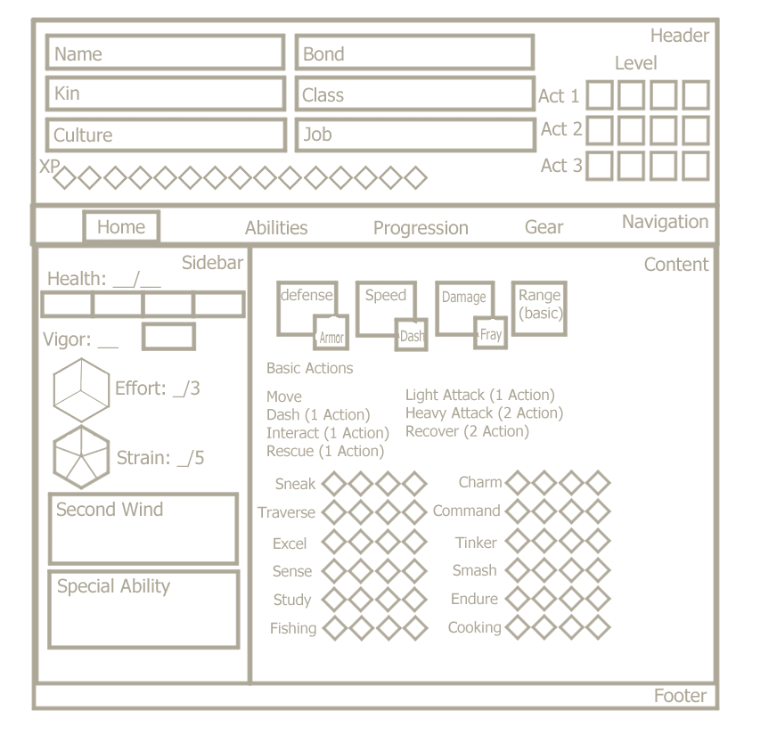 Header
Name
Bond
Level
Kin
Class
Act 1
Culture
Job
Act 2
XP
Act 3
Home
Abilities
Progression
Gear
Navigation
Sidebar
Health: __/__
Vigor: __
Effort: _/3
Strain: _/5
Second Wind
Special Ability
Content
defense
Armor
Speed
Dash
Damage
Fray
Range
(basic)
Basic Actions
Move
Dash (1 Action)
Interact (1 Action)
Rescue (1 Action)
Light Attack (1 Action)
Heavy Attack (2 Action)
Recover (2 Action)
Sneak
Traverse
Excel
Sense
Study
Fishing
Charm
Command
Tinker
Smash
Endure
Cooking
Footer